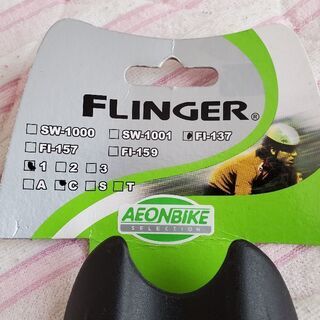 FLINGER®
SW-1000 SW-1001 FI-137
FI-157 FI-159
1 2 3
A C S T
AEONBIKE
SELECTION